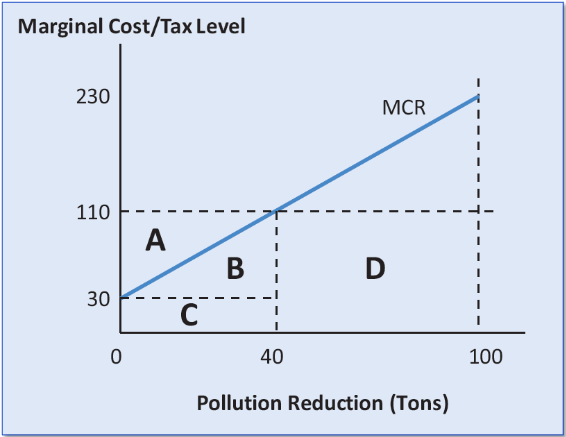 Marginal Cost/Tax Level
230
MCR
110
A
B
D
30
C
0
40
100
Pollution Reduction (Tons)